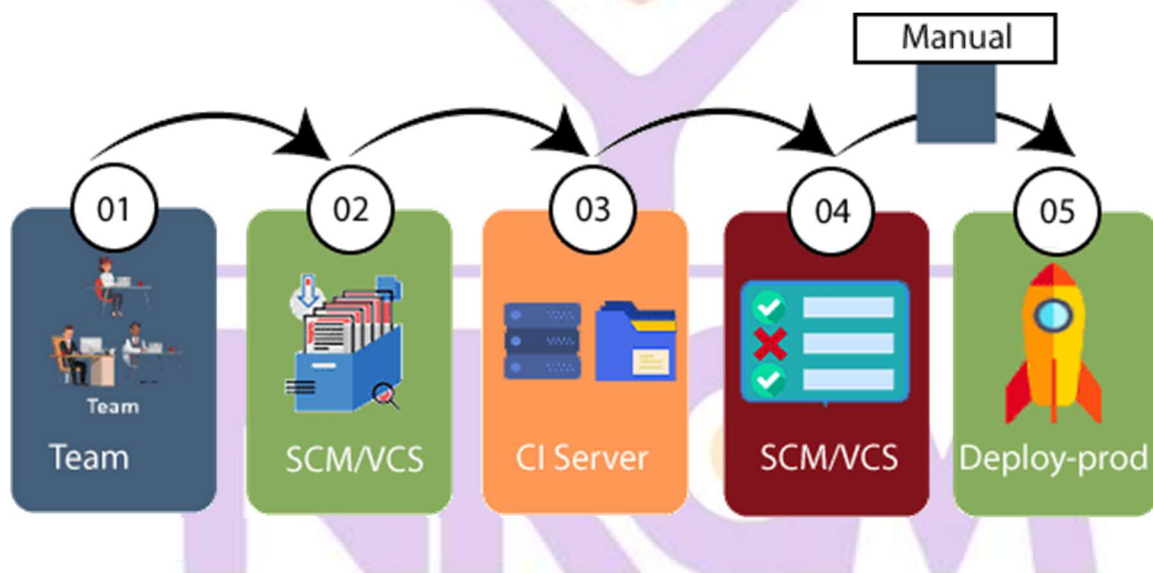 Manual
01
02
03
04
05
Team
Team
SCM/VCS
CI Server
SCM/VCS
Deploy-prod